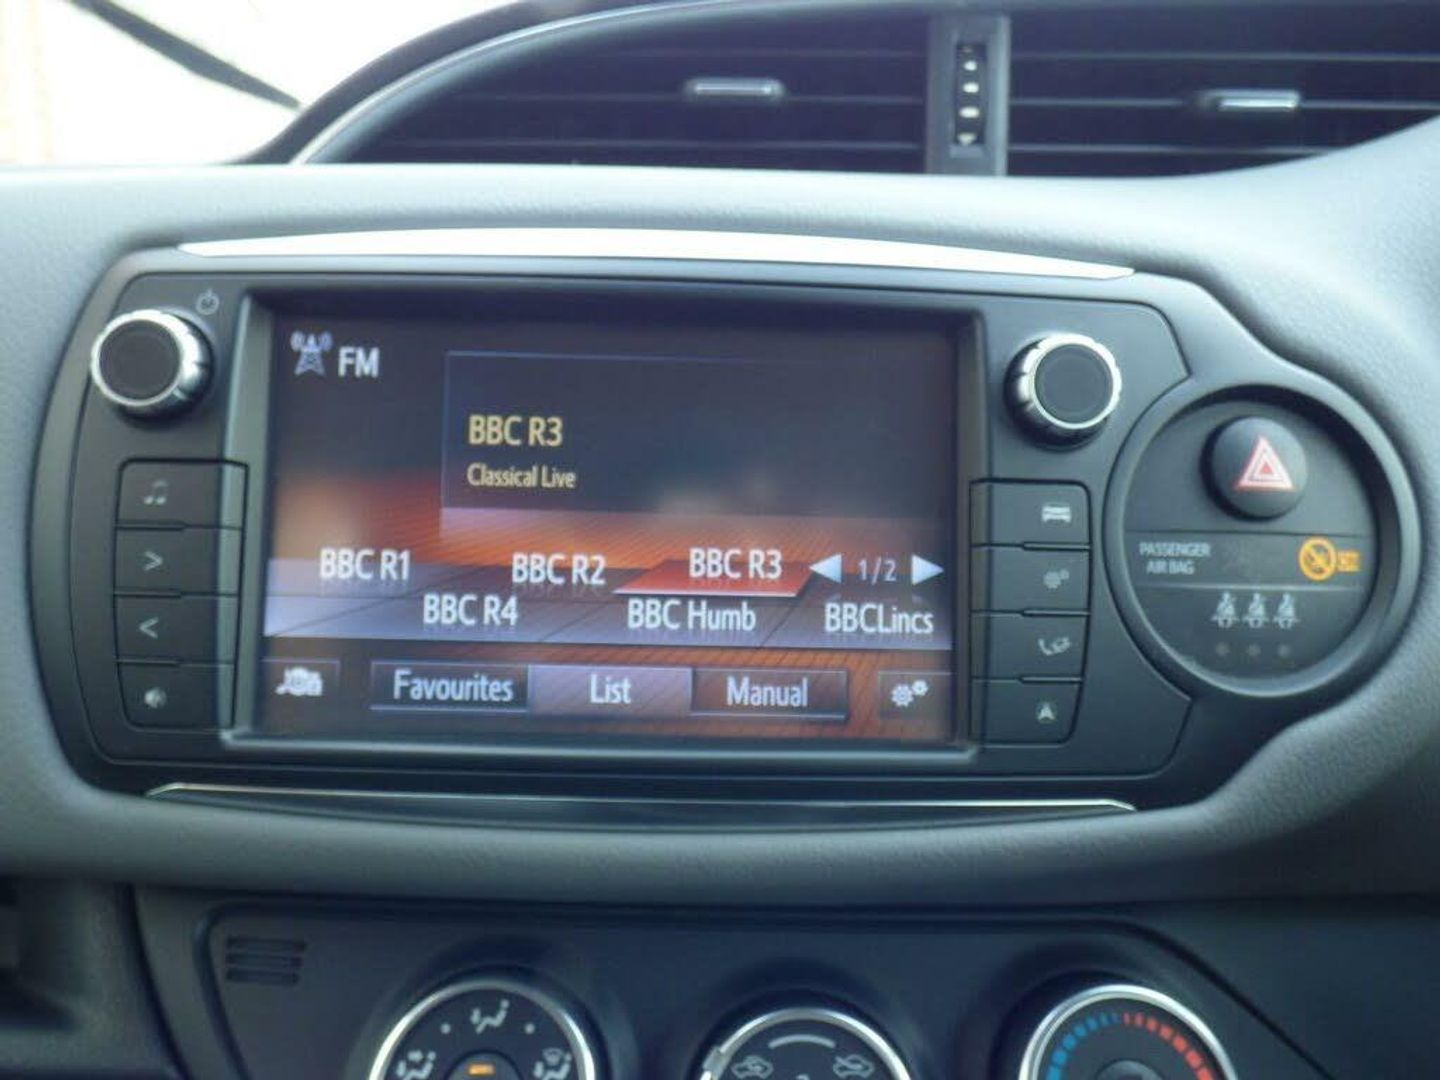 FM
BBC R3
Classical Live
BBC R1 BBC R2 BBC R3 1/2
BBC R4 BBC Humb BBCLincs
Favourites List Manual
PASSENGER
AIR BAG